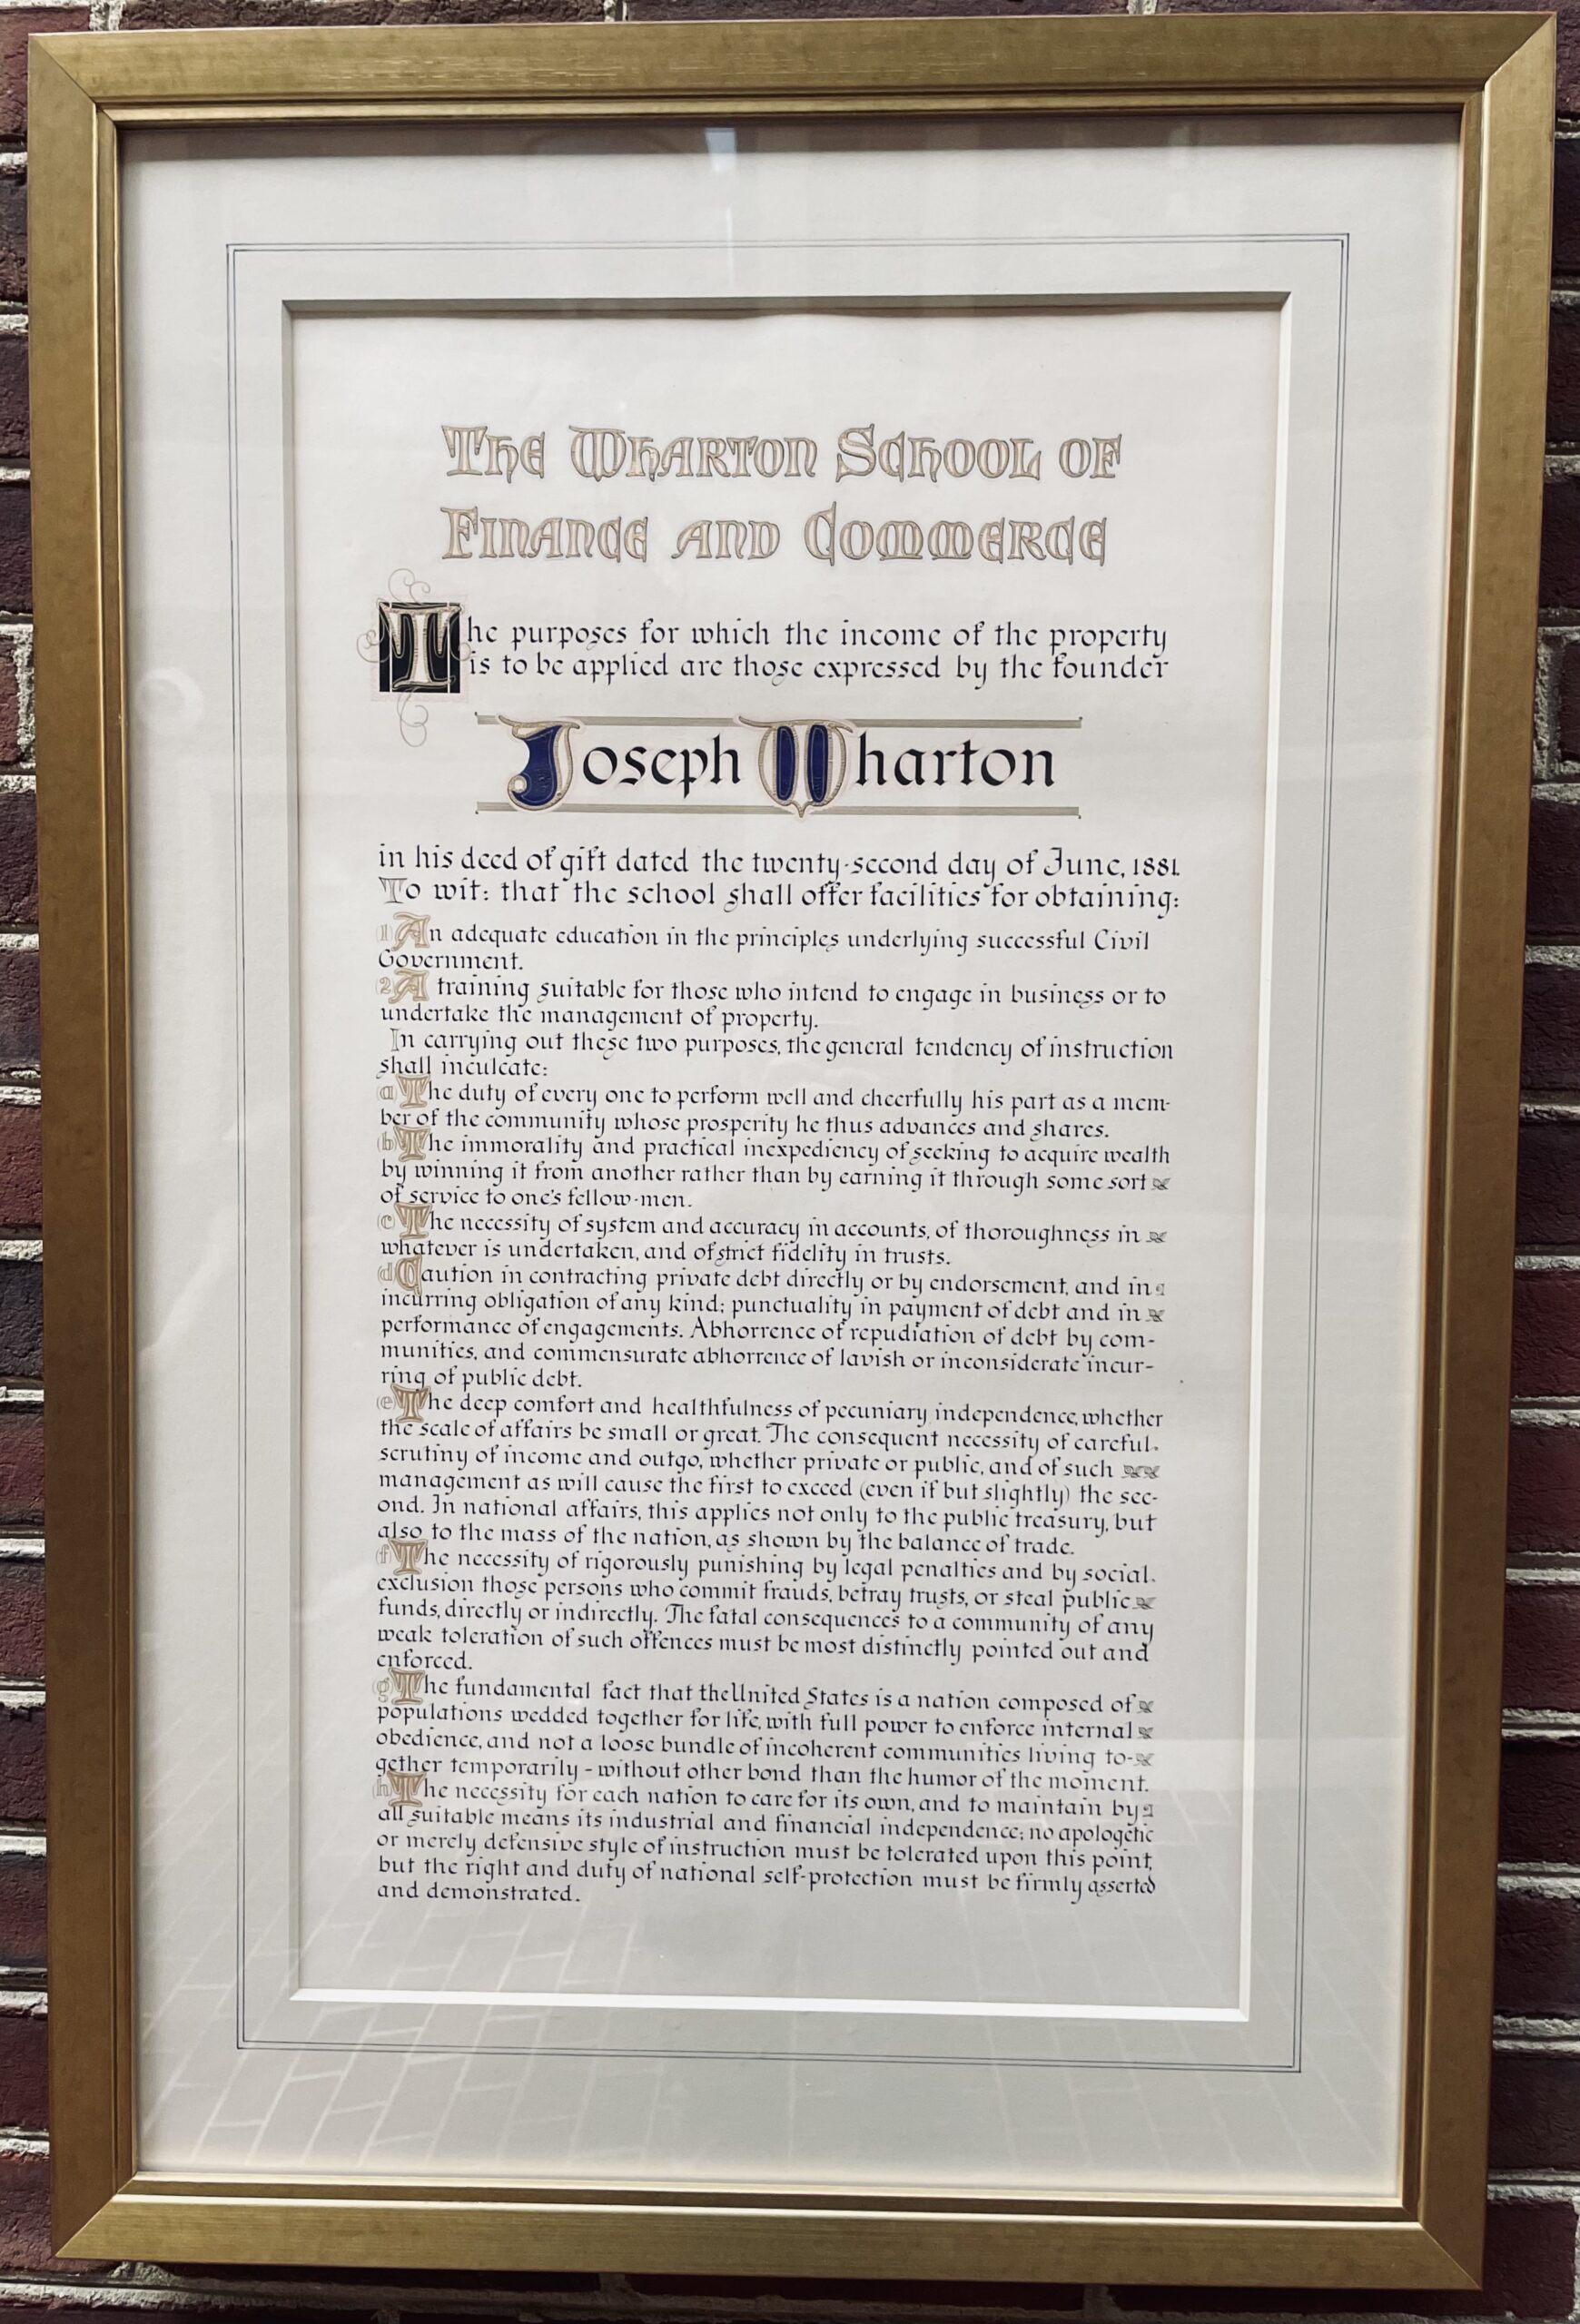 The Wharton School of
Finance and Commerce
The purposes for which the income of the property
is to be applied are those expressed by the founder
Joseph Wharton
in his deed of gift dated the twenty-second day of June, 1881.
To wit: that the school shall offer facilities for obtaining:
1) An adequate education in the principles underlying successful Civil
Government.
2) A training suitable for those who intend to engage in business or to
undertake the management of property.
In carrying out these two purposes, the general tendency of instruction
shall inculcate:
(a) The duty of every one to perform well and cheerfully his part as a mem-
ber of the community whose prosperity he thus advances and shares.
(b) The immorality and practical inexpediency of seeking to acquire wealth
by winning it from another rather than by earning it through some sort
of service to one's fellow-men.
(c) The necessity of system and accuracy in accounts, of thoroughness in
whatever is undertaken, and of strict fidelity in trusts.
(d) Caution in contracting private debt directly or by endorsement, and in
incurring obligation of any kind; punctuality in payment of debt and in
performance of engagements. Abhorrence of repudiation of debt by com-
munities, and commensurate abhorrence of lavish or inconsiderate incur-
ring of public debt.
(e) The deep comfort and healthfulness of pecuniary independence, whether
the scale of affairs be small or great. The consequent necessity of careful
scrutiny of income and outgo, whether private or public, and of such
management as will cause the first to exceed (even if but slightly) the sec-
ond. In national affairs, this applies not only to the public treasury, but
also to the mass of the nation, as shown by the balance of trade.
(f) The necessity of rigorously punishing by legal penalties and by social
exclusion those persons who commit frauds, betray trusts, or steal public
funds, directly or indirectly. The fatal consequences to a community of any
weak toleration of such offences must be most distinctly pointed out and
enforced.
(g) The fundamental fact that the United States is a nation composed of
populations wedded together for life, with full power to enforce internal
obedience, and not a loose bundle of incoherent communities living to-
gether temporarily - without other bond than the humor of the moment.
(h) The necessity for each nation to care for its own, and to maintain by
all suitable means its industrial and financial independence; no apologetic
or merely defensive style of instruction must be tolerated upon this point,
but the right and duty of national self-protection must be firmly asserted
and demonstrated.